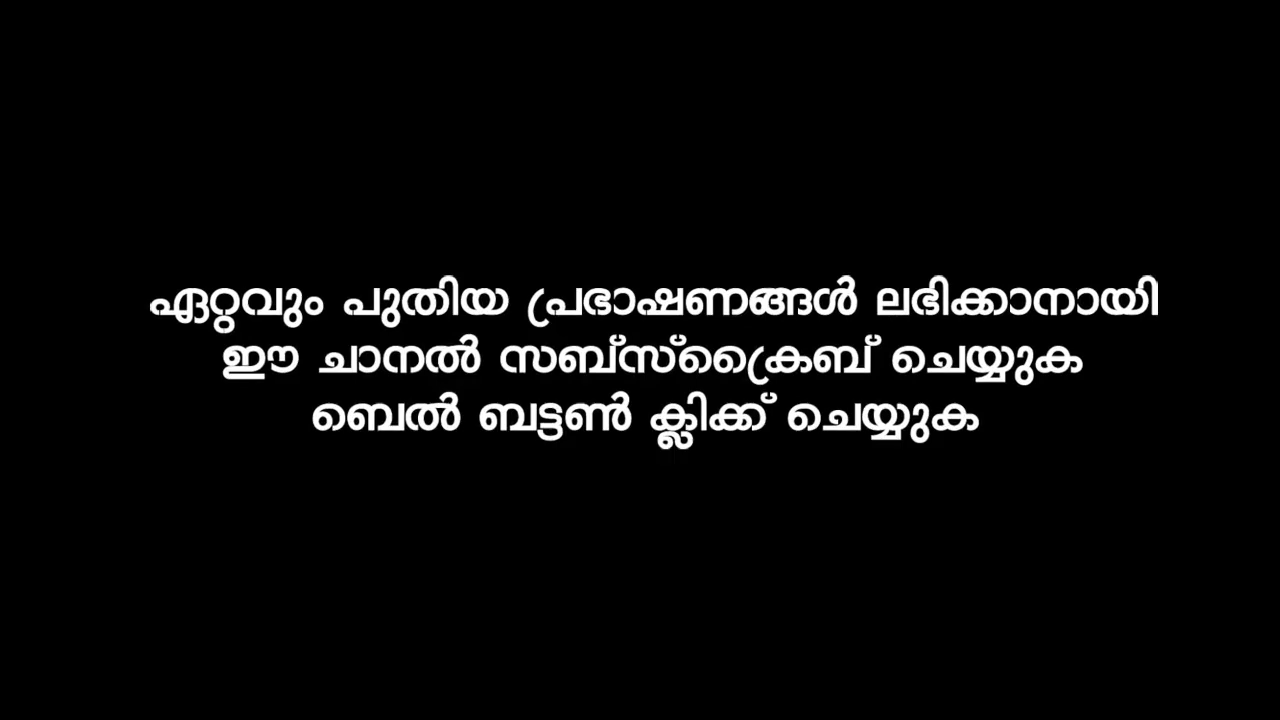 ഏറ്റവും പുതിയ പ്രഭാഷണങ്ങൾ ലഭിക്കാനായി
ഈ ചാനൽ സബ്സ്ക്രൈബ് ചെയ്യുക
ബെൽ ബട്ടൺ ക്ലിക്ക് ചെയ്യുക